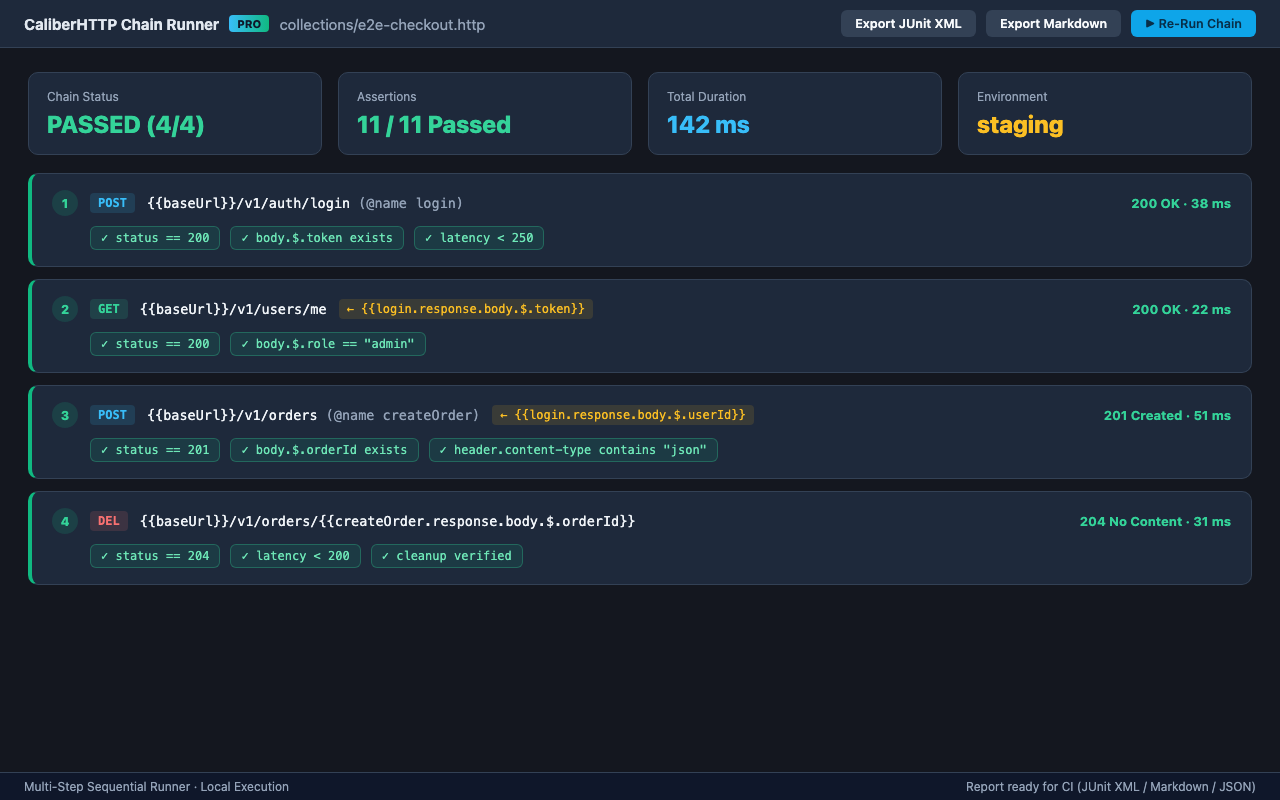 CaliberHTTP Chain Runner PRO collections/e2e-checkout.http Export JUnit XML Export Markdown ▶ Re-Run Chain
Chain Status
PASSED (4/4)
Assertions
11 / 11 Passed
Total Duration
142 ms
Environment
staging
1 POST {{baseUrl}}/v1/auth/login (@name login) 200 OK · 38 ms
✓ status == 200 ✓ body.$.token exists ✓ latency < 250
2 GET {{baseUrl}}/v1/users/me ← {{login.response.body.$.token}} 200 OK · 22 ms
✓ status == 200 ✓ body.$.role == "admin"
3 POST {{baseUrl}}/v1/orders (@name createOrder) ← {{login.response.body.$.userId}} 201 Created · 51 ms
✓ status == 201 ✓ body.$.orderId exists ✓ header.content-type contains "json"
4 DEL {{baseUrl}}/v1/orders/{{createOrder.response.body.$.orderId}} 204 No Content · 31 ms
✓ status == 204 ✓ latency < 200 ✓ cleanup verified
Multi-Step Sequential Runner · Local Execution Report ready for CI (JUnit XML / Markdown / JSON)